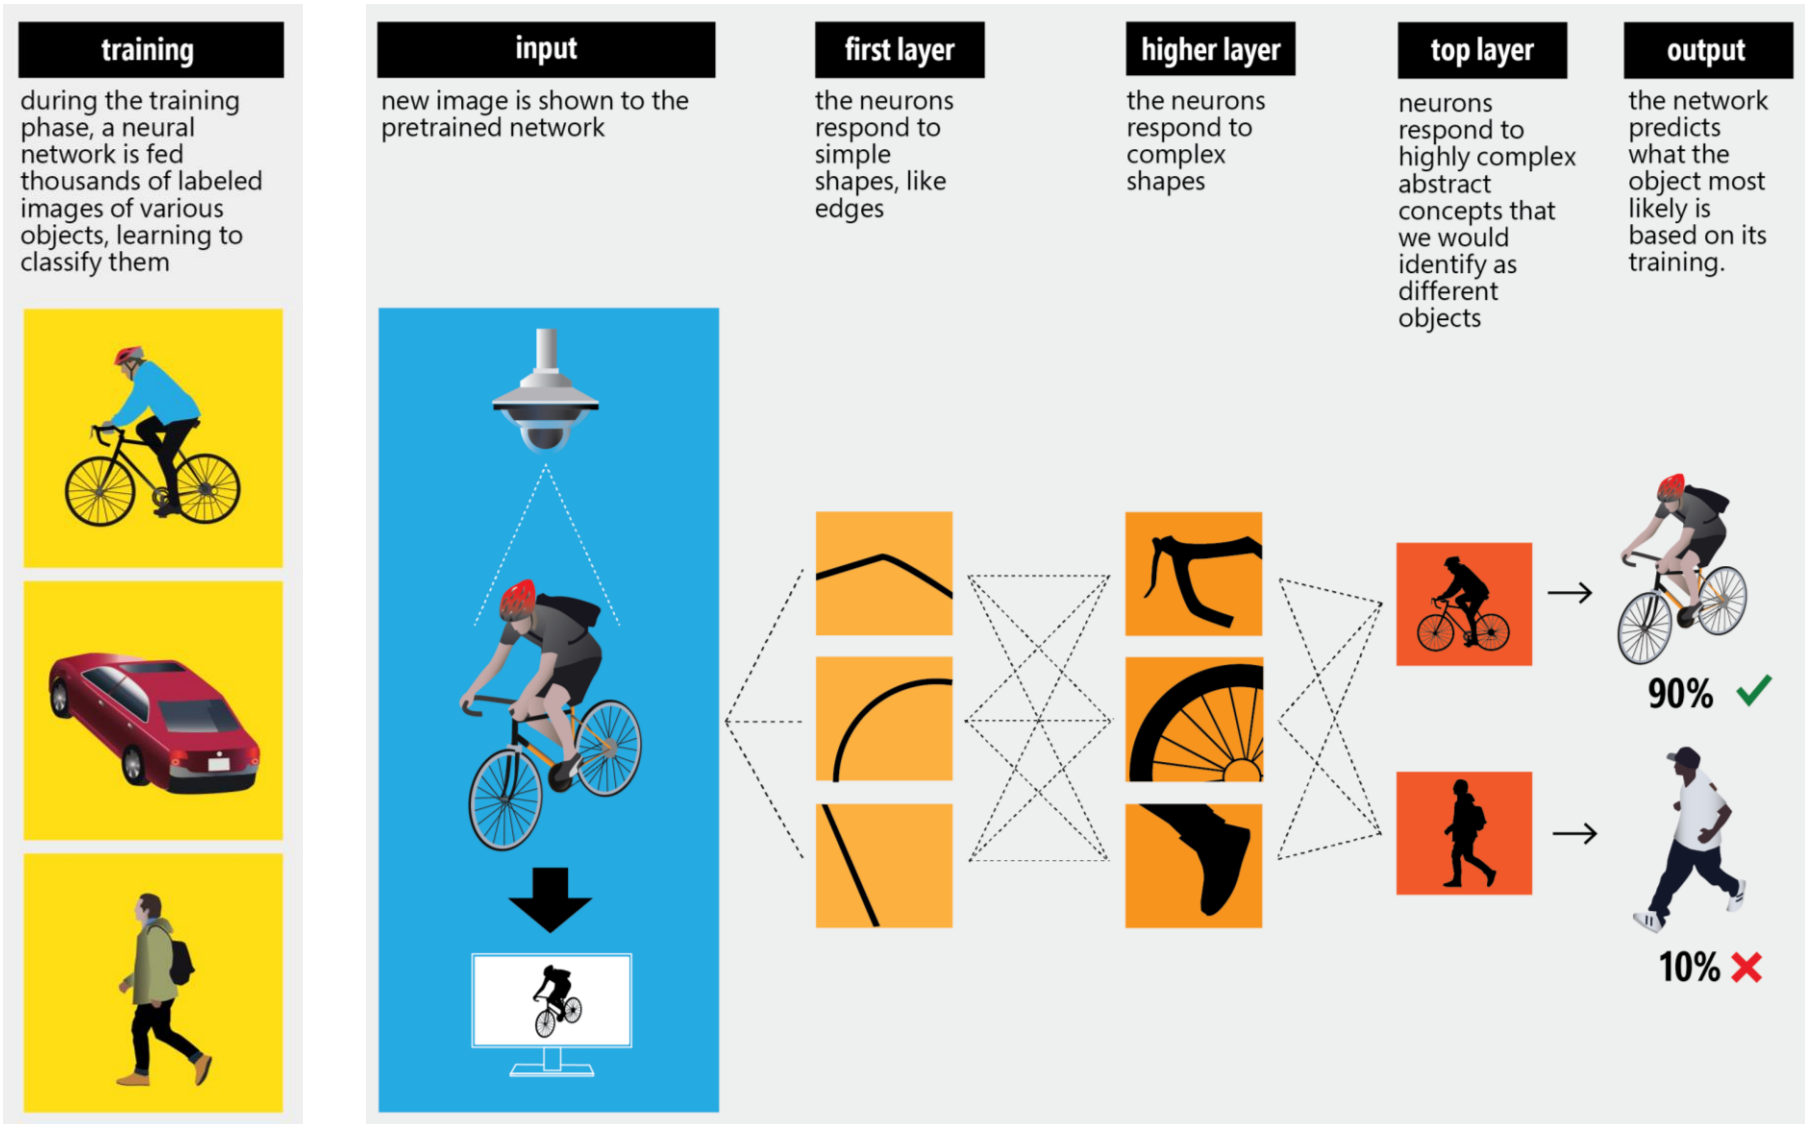 training
during the training
phase, a neural
network is fed
thousands of labeled
images of various
objects, learning to
classify them
input
new image is shown to the
pretrained network
first layer
the neurons
respond to
simple
shapes, like
edges
higher layer
the neurons
respond to
complex
shapes
top layer
neurons
respond to
highly complex
abstract
concepts that
we would
identify as
different
objects
output
the network
predicts
what the
object most
likely is
based on its
training.
90%
10%